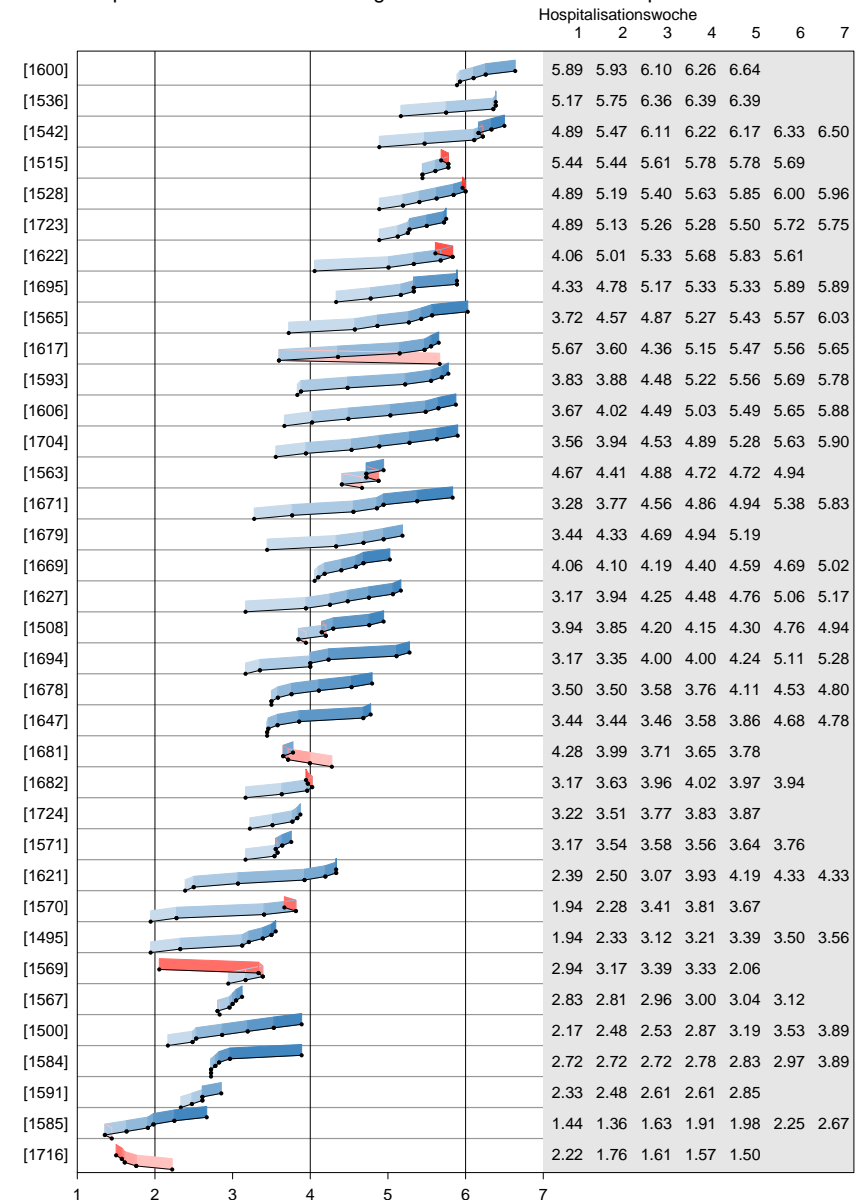 Hospitalisationswoche
1 2 3 4 5 6 7
[1600] 5.89 5.93 6.10 6.26 6.64
[1536] 5.17 5.75 6.36 6.39 6.39
[1542] 4.89 5.47 6.11 6.22 6.17 6.33 6.50
[1515] 5.44 5.44 5.61 5.78 5.78 5.69
[1528] 4.89 5.19 5.40 5.63 5.85 6.00 5.96
[1723] 4.89 5.13 5.26 5.28 5.50 5.72 5.75
[1622] 4.06 5.01 5.33 5.68 5.83 5.61
[1695] 4.33 4.78 5.17 5.33 5.33 5.89 5.89
[1565] 3.72 4.57 4.87 5.27 5.43 5.57 6.03
[1617] 5.67 3.60 4.36 5.15 5.47 5.56 5.65
[1593] 3.83 3.88 4.48 5.22 5.56 5.69 5.78
[1606] 3.67 4.02 4.49 5.03 5.49 5.65 5.88
[1704] 3.56 3.94 4.53 4.89 5.28 5.63 5.90
[1563] 4.67 4.41 4.88 4.72 4.72 4.94
[1671] 3.28 3.77 4.56 4.86 4.94 5.38 5.83
[1679] 3.44 4.33 4.69 4.94 5.19
[1669] 4.06 4.10 4.19 4.40 4.59 4.69 5.02
[1627] 3.17 3.94 4.25 4.48 4.76 5.06 5.17
[1508] 3.94 3.85 4.20 4.15 4.30 4.76 4.94
[1694] 3.17 3.35 4.00 4.00 4.24 5.11 5.28
[1678] 3.50 3.50 3.58 3.76 4.11 4.53 4.80
[1647] 3.44 3.44 3.46 3.58 3.86 4.68 4.78
[1681] 4.28 3.99 3.71 3.65 3.78
[1682] 3.17 3.63 3.96 4.02 3.97 3.94
[1724] 3.22 3.51 3.77 3.83 3.87
[1571] 3.17 3.54 3.58 3.56 3.64 3.76
[1621] 2.39 2.50 3.07 3.93 4.19 4.33 4.33
[1570] 1.94 2.28 3.41 3.81 3.67
[1495] 1.94 2.33 3.12 3.21 3.39 3.50 3.56
[1569] 2.94 3.17 3.39 3.33 2.06
[1567] 2.83 2.81 2.96 3.00 3.04 3.12
[1500] 2.17 2.48 2.53 2.87 3.19 3.53 3.89
[1584] 2.72 2.72 2.72 2.78 2.83 2.97 3.89
[1591] 2.33 2.48 2.61 2.61 2.85
[1585] 1.44 1.36 1.63 1.91 1.98 2.25 2.67
[1716] 2.22 1.76 1.61 1.57 1.50
1 2 3 4 5 6 7